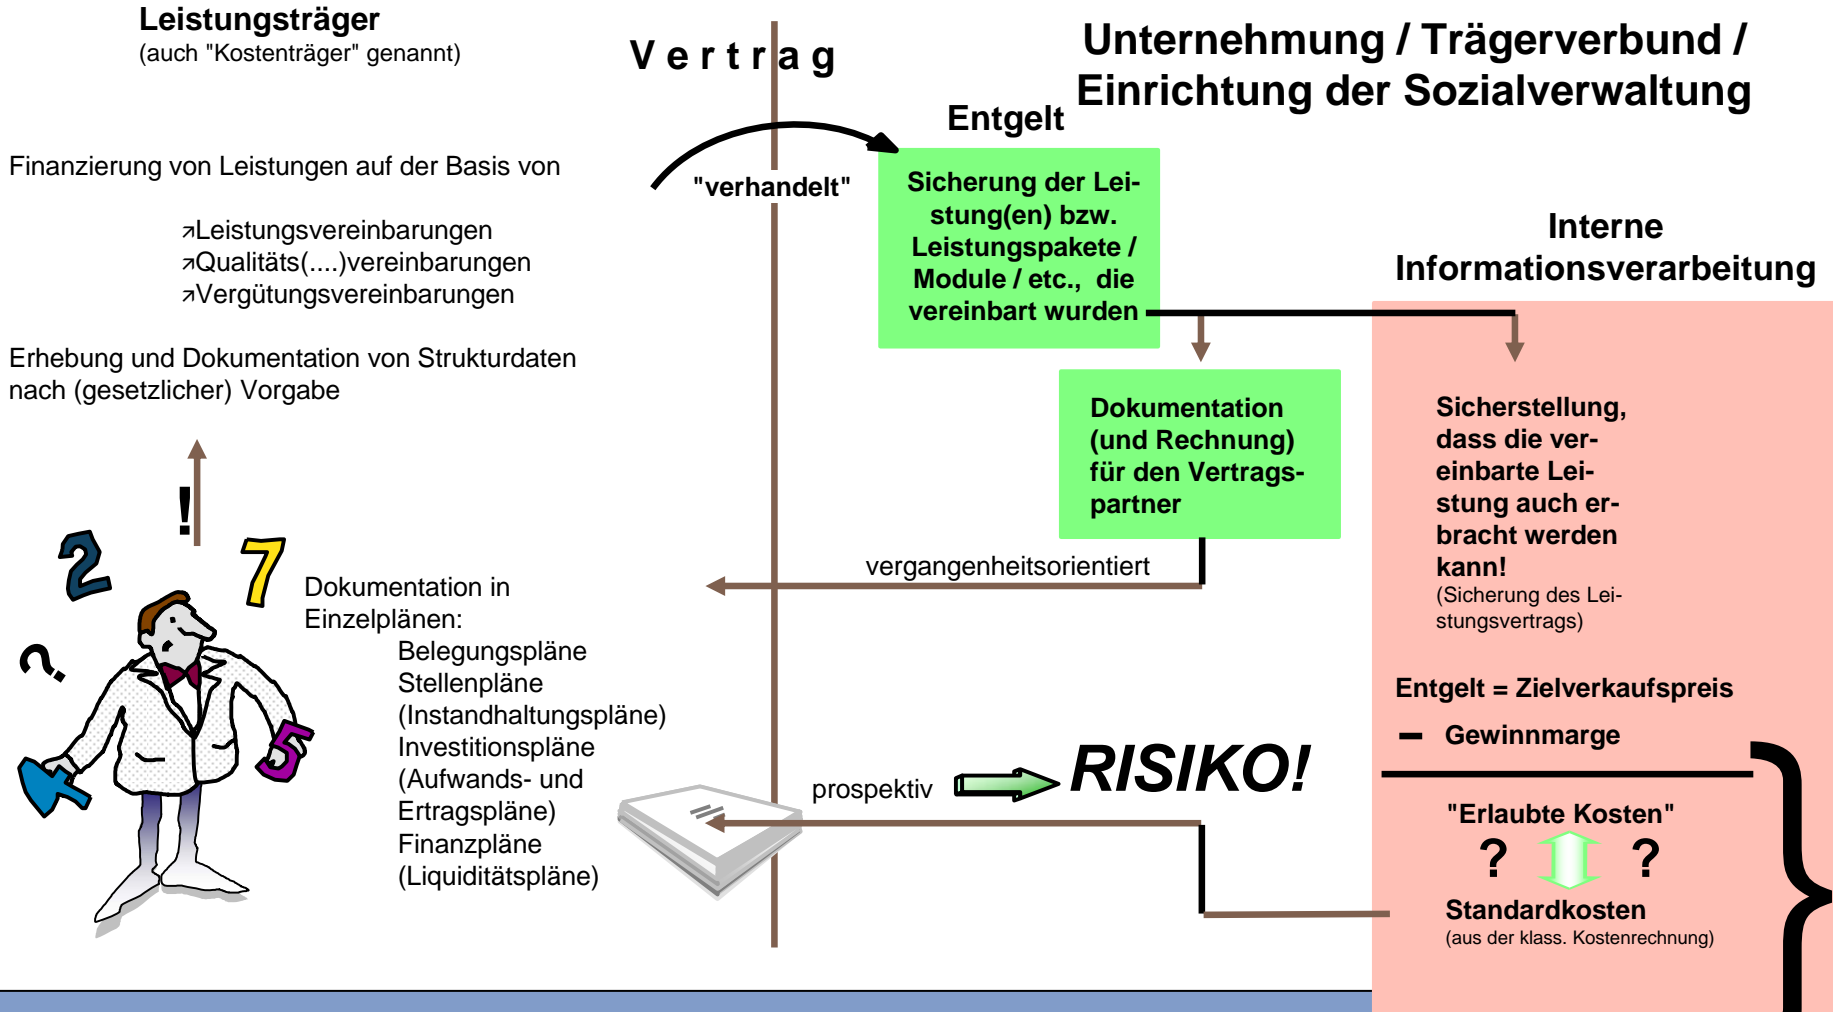 Leistungsträger
(auch "Kostenträger" genannt)
Vertrag
Unternehmung / Trägerverbund /
Einrichtung der Sozialverwaltung
Finanzierung von Leistungen auf der Basis von
↗Leistungsvereinbarungen
↗Qualitäts(....)vereinbarungen
↗Vergütungsvereinbarungen
Erhebung und Dokumentation von Strukturdaten
nach (gesetzlicher) Vorgabe
"verhandelt"
Entgelt
Sicherung der Lei-
stung(en) bzw.
Leistungspakete /
Module / etc., die
vereinbart wurden
Interne
Informationsverarbeitung
Dokumentation
(und Rechnung)
für den Vertrags-
partner
Sicherstellung,
dass die ver-
einbarte Lei-
stung auch er-
bracht werden
kann!
(Sicherung des Lei-
stungsvertrags)
vergangenheitsorientiert
!
2
7
?
5
Dokumentation in
Einzelplänen:
Belegungspläne
Stellenpläne
(Instandhaltungspläne)
Investitionspläne
(Aufwands- und
Ertragspläne)
Finanzpläne
(Liquiditätspläne)
prospektiv
RISIKO!
Entgelt = Zielverkaufspreis
– Gewinnmarge
"Erlaubte Kosten"
? ?
Standardkosten
(aus der klass. Kostenrechnung)
}